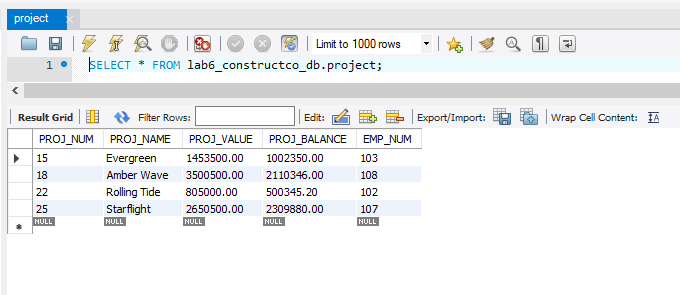 project
Limit to 1000 rows
1 SELECT * FROM lab6_constructco_db.project;
Result Grid Filter Rows: Edit: Export/Import: Wrap Cell Content:
PROJ_NUM PROJ_NAME PROJ_VALUE PROJ_BALANCE EMP_NUM
15 Evergreen 1453500.00 1002350.00 103
18 Amber Wave 3500500.00 2110346.00 108
22 Rolling Tide 805000.00 500345.20 102
25 Starflight 2650500.00 2309880.00 107
NULL NULL NULL NULL NULL